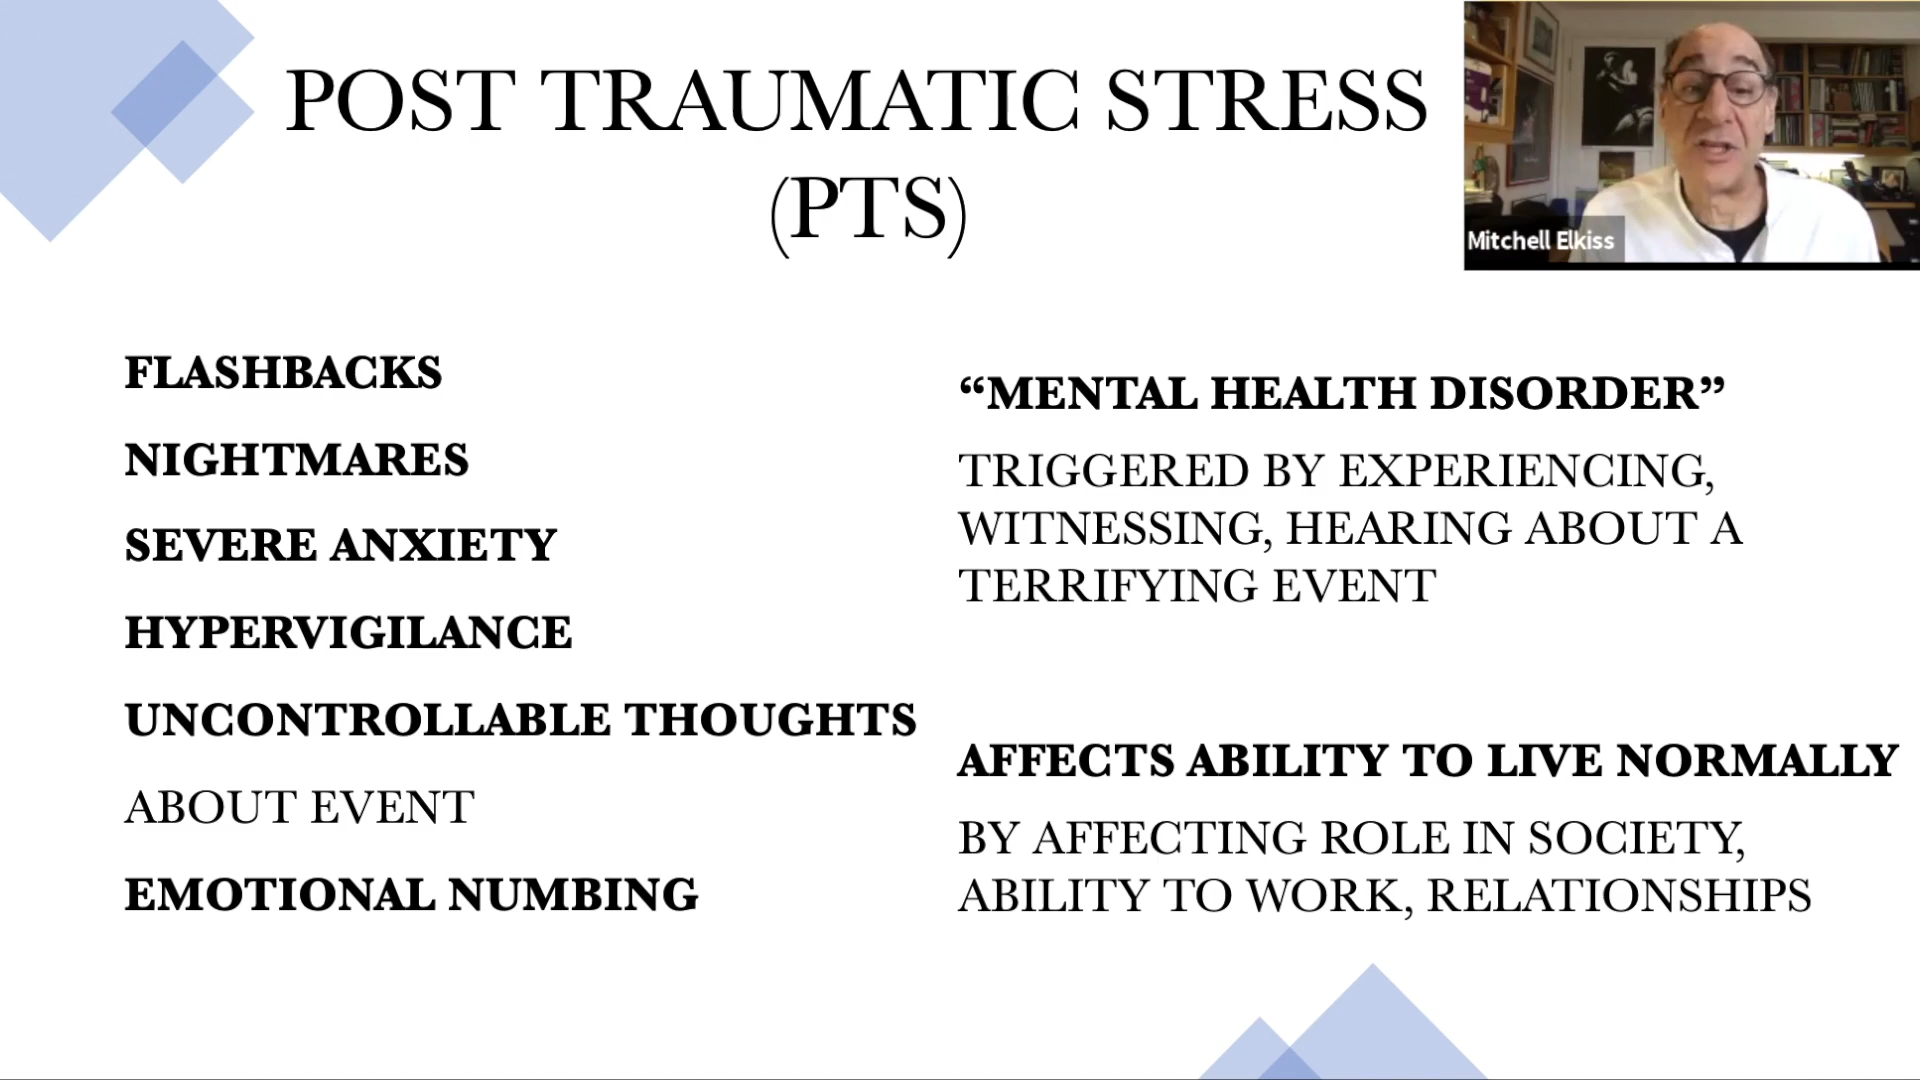 POST TRAUMATIC STRESS
(PTS)
Mitchell Elkiss
FLASHBACKS
NIGHTMARES
SEVERE ANXIETY
HYPERVIGILANCE
UNCONTROLLABLE THOUGHTS
ABOUT EVENT
EMOTIONAL NUMBING
“MENTAL HEALTH DISORDER”
TRIGGERED BY EXPERIENCING,
WITNESSING, HEARING ABOUT A
TERRIFYING EVENT
AFFECTS ABILITY TO LIVE NORMALLY
BY AFFECTING ROLE IN SOCIETY,
ABILITY TO WORK, RELATIONSHIPS